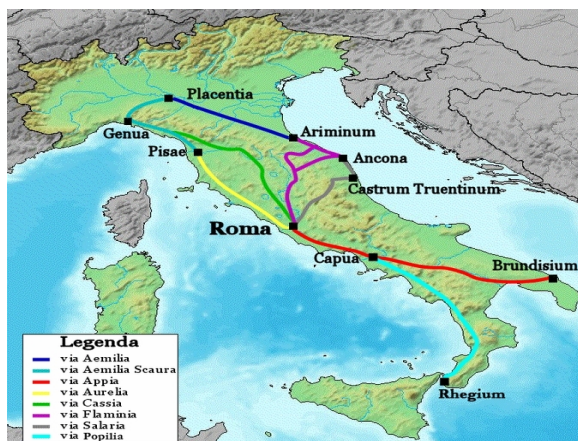 Placentia
Genua
Ariminum
Pisae
Ancona
Castrum Truentinum
Roma
Capua
Brundisium
Rhegium
Legenda
via Aemilia
via Aemilia Scaura
via Appia
via Aurelia
via Cassia
via Flaminia
via Salaria
via Popilia